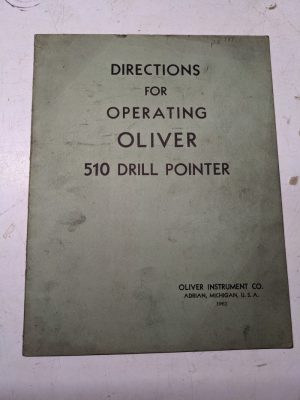 DIRECTIONS
FOR
OPERATING
OLIVER
510 DRILL POINTER
OLIVER INSTRUMENT CO.
ADRIAN, MICHIGAN, U. S. A.